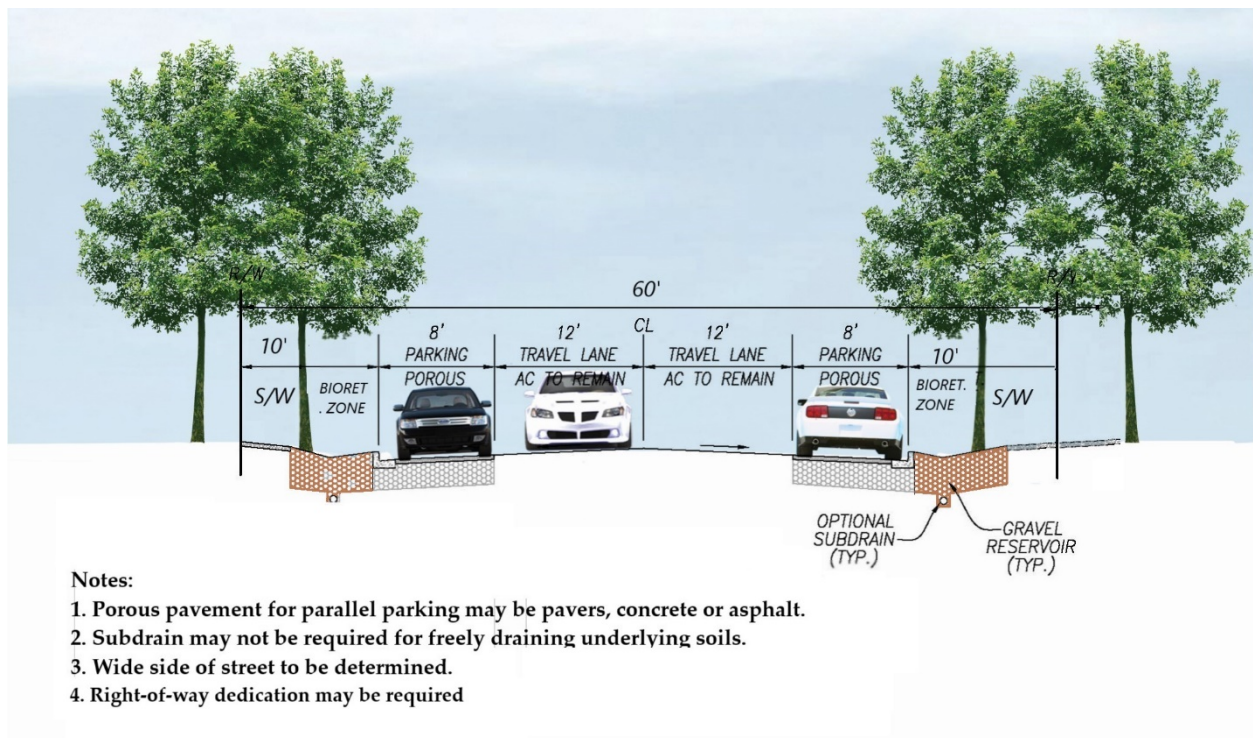 R/W
R/W
60'
CL
10'
8'
12'
12'
8'
10'
PARKING
TRAVEL LANE
TRAVEL LANE
PARKING
POROUS
AC TO REMAIN
AC TO REMAIN
POROUS
S/W
BIORET
. ZONE
BIORET.
ZONE
S/W
OPTIONAL
SUBDRAIN
(TYP.)
GRAVEL
RESERVOIR
(TYP.)
Notes:
1. Porous pavement for parallel parking may be pavers, concrete or asphalt.
2. Subdrain may not be required for freely draining underlying soils.
3. Wide side of street to be determined.
4. Right-of-way dedication may be required